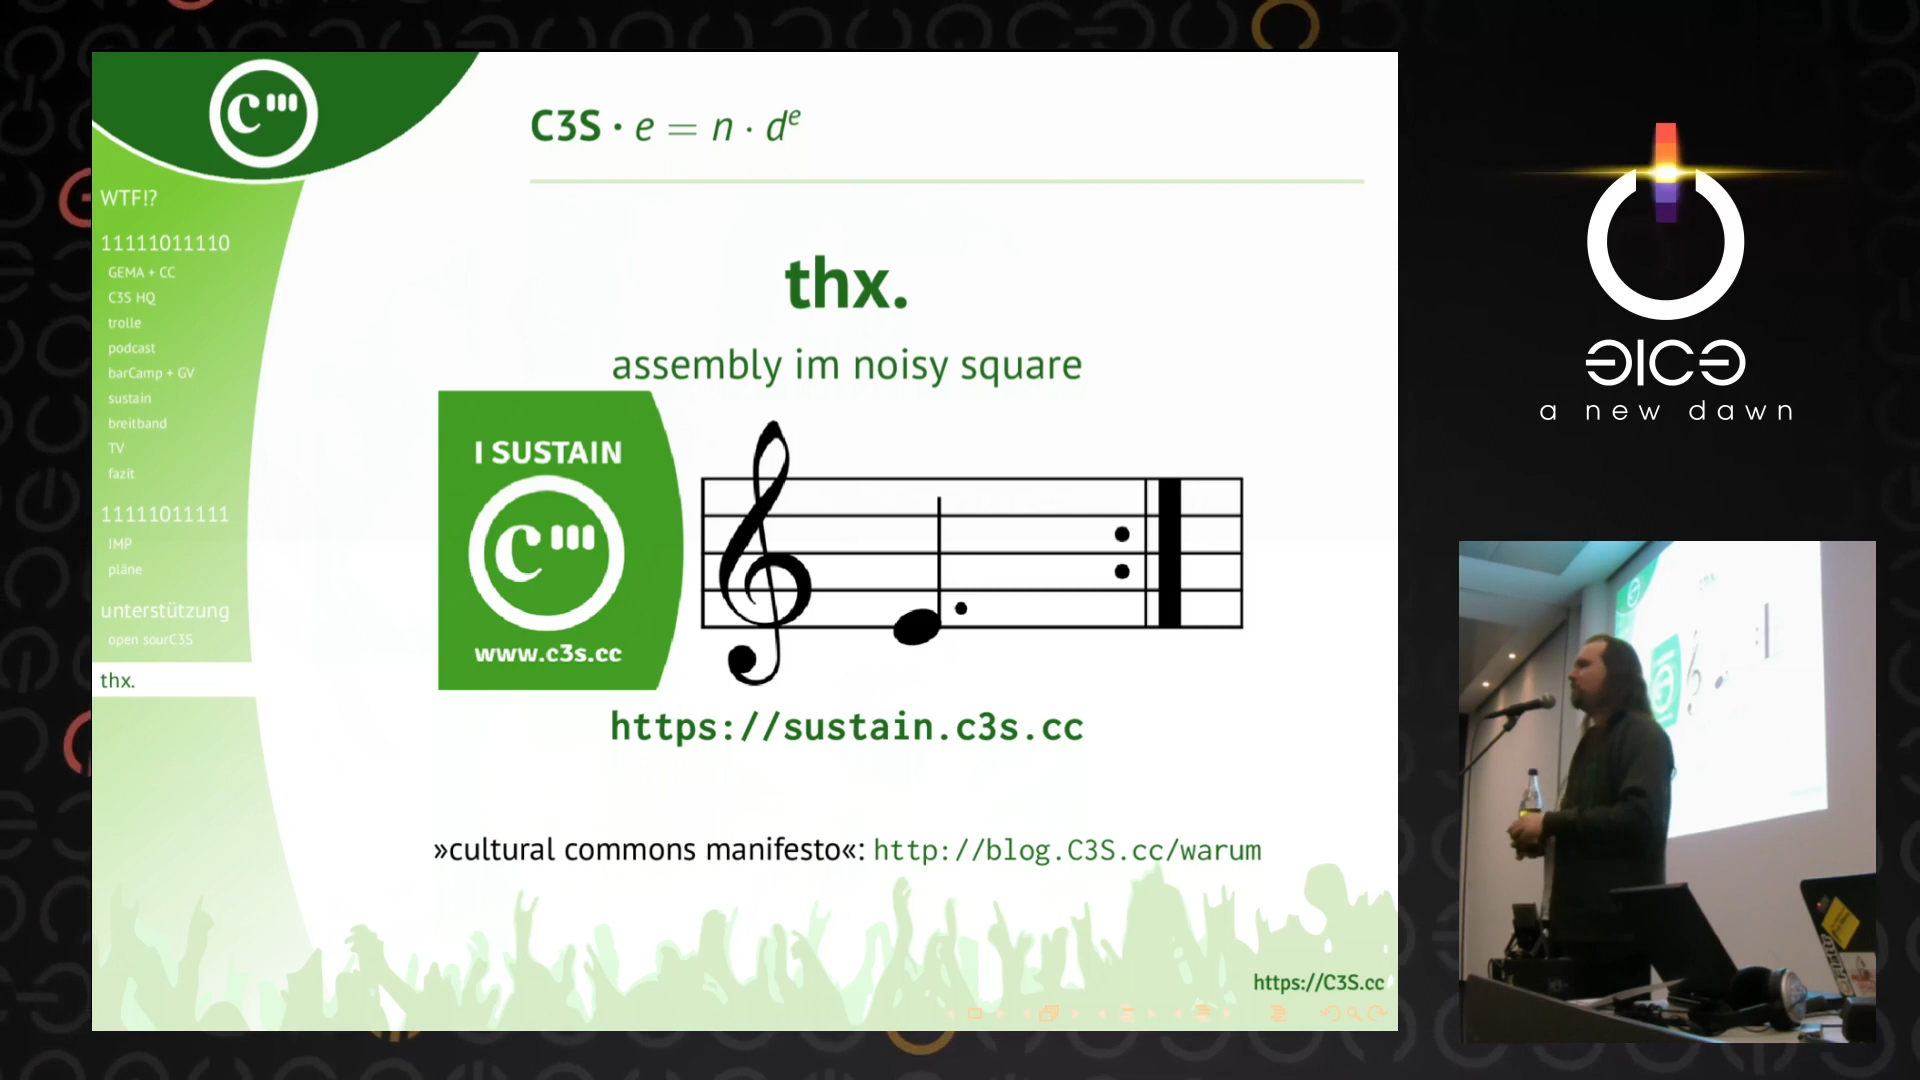 C3S · e = n · dᵉ
WTF!?
11111011110
GEMA + CC
C3S HQ
trolle
podcast
barCamp + GV
sustain
breitband
TV
fazit
11111011111
IMP
pläne
unterstützung
open sourC3S
thx.
thx.
assembly im noisy square
I SUSTAIN
c'''
www.c3s.cc
https://sustain.c3s.cc
»cultural commons manifesto«: http://blog.C3S.cc/warum
https://C3S.cc
a new dawn